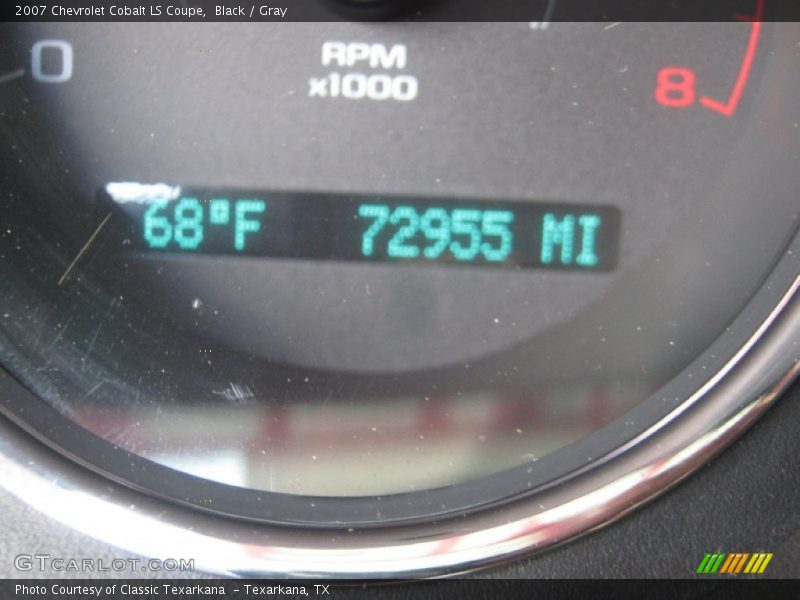 2007 Chevrolet Cobalt LS Coupe, Black / Gray
0
RPM
x1000
8
68°F 72955 MI
GTCARLOT.COM
Photo Courtesy of Classic Texarkana - Texarkana, TX